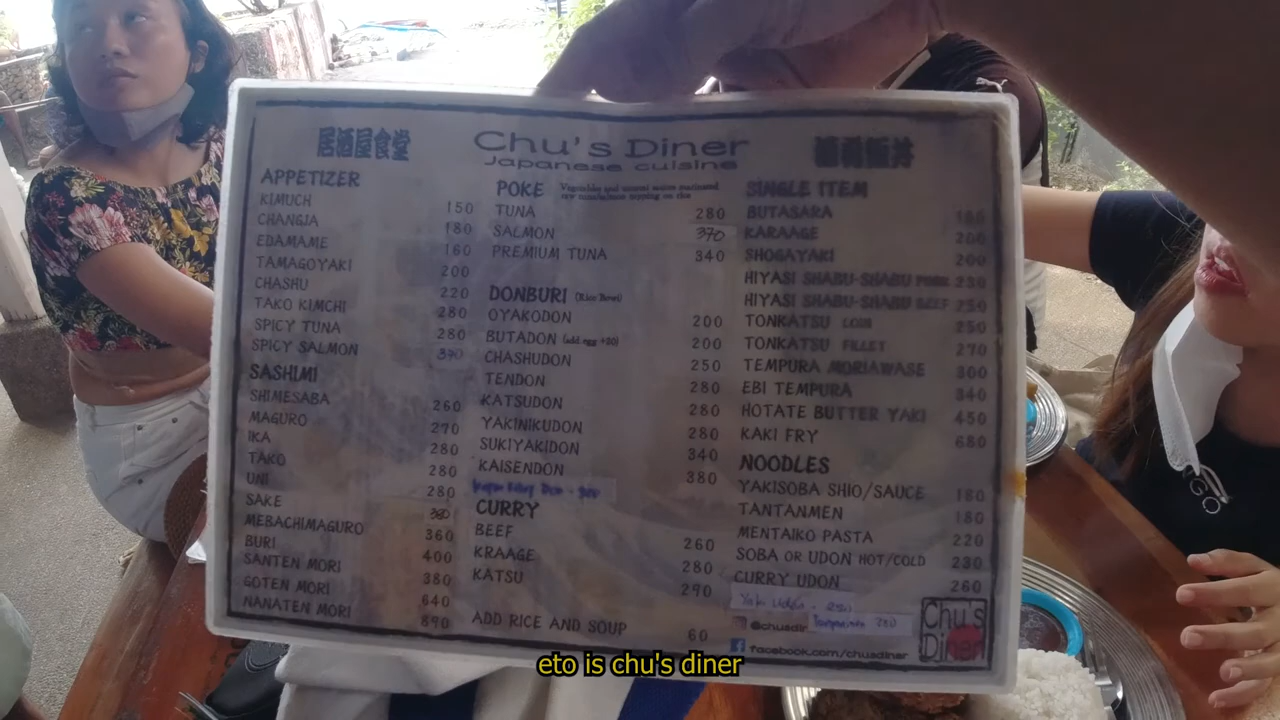 居酒屋食堂
Chu's Diner
Japanese cuisine
APPETIZER
KIMUCH 150
CHANGJA 180
EDAMAME 160
TAMAGOYAKI 200
CHASHU 220
TAKO KIMCHI 280
SPICY TUNA 280
SPICY SALMON 370
SASHIMI
SHIMESABA 260
MAGURO 270
IKA 280
TAKO 280
UNI 280
SAKE 380
MEBACHIMAGURO 360
BURI 400
SANTEN MORI 380
GOTEN MORI 640
NANATEN MORI 890
POKE
TUNA 280
SALMON 370
PREMIUM TUNA 340
DONBURI (Rice Bowl)
OYAKODON 200
BUTADON (add egg +20) 200
CHASHUDON 250
TENDON 280
KATSUDON 280
YAKINIKUDON 280
SUKIYAKIDON 340
KAISENDON 380
CURRY
BEEF 260
KRAAGE 280
KATSU 290
ADD RICE AND SOUP 60
SINGLE ITEM
BUTASARA
KARAAGE 200
SHOGAYAKI 200
HIYASI SHABU-SHABU PORK 230
HIYASI SHABU-SHABU BEEF 250
TONKATSU LOIN 250
TONKATSU FILLET 270
TEMPURA MORIAWASE 300
EBI TEMPURA 340
HOTATE BUTTER YAKI 450
KAKI FRY 680
NOODLES
YAKISOBA SHIO/SAUCE 180
TANTANMEN 180
MENTAIKO PASTA 220
SOBA OR UDON HOT/COLD 230
CURRY UDON 260
Yaki Udon - 250
@chusdin
facebook.com/chusdiner
Chu's
Diner
GO
eto is chu's diner